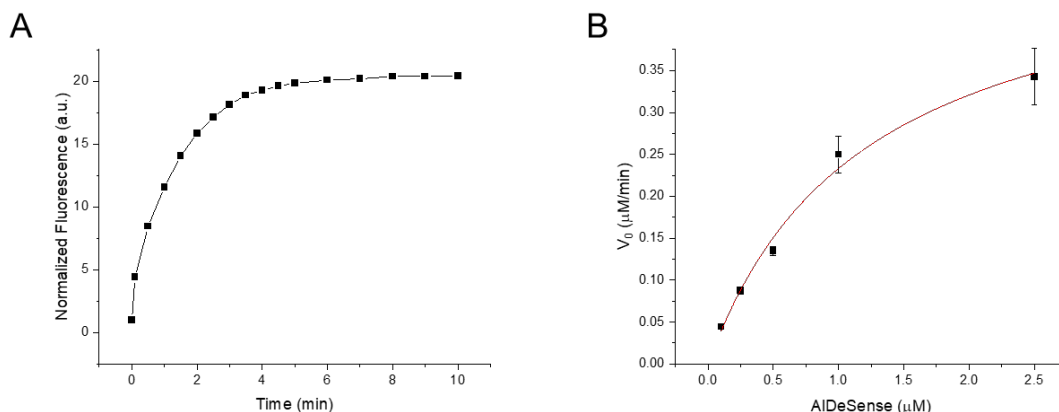 A
Normalized Fluorescence (a.u.)
20
15
10
5
0
0 2 4 6 8 10
Time (min)
B
V₀ (μM/min)
0.35
0.30
0.25
0.20
0.15
0.10
0.05
0.00
0.0 0.5 1.0 1.5 2.0 2.5
AIDeSense (μM)